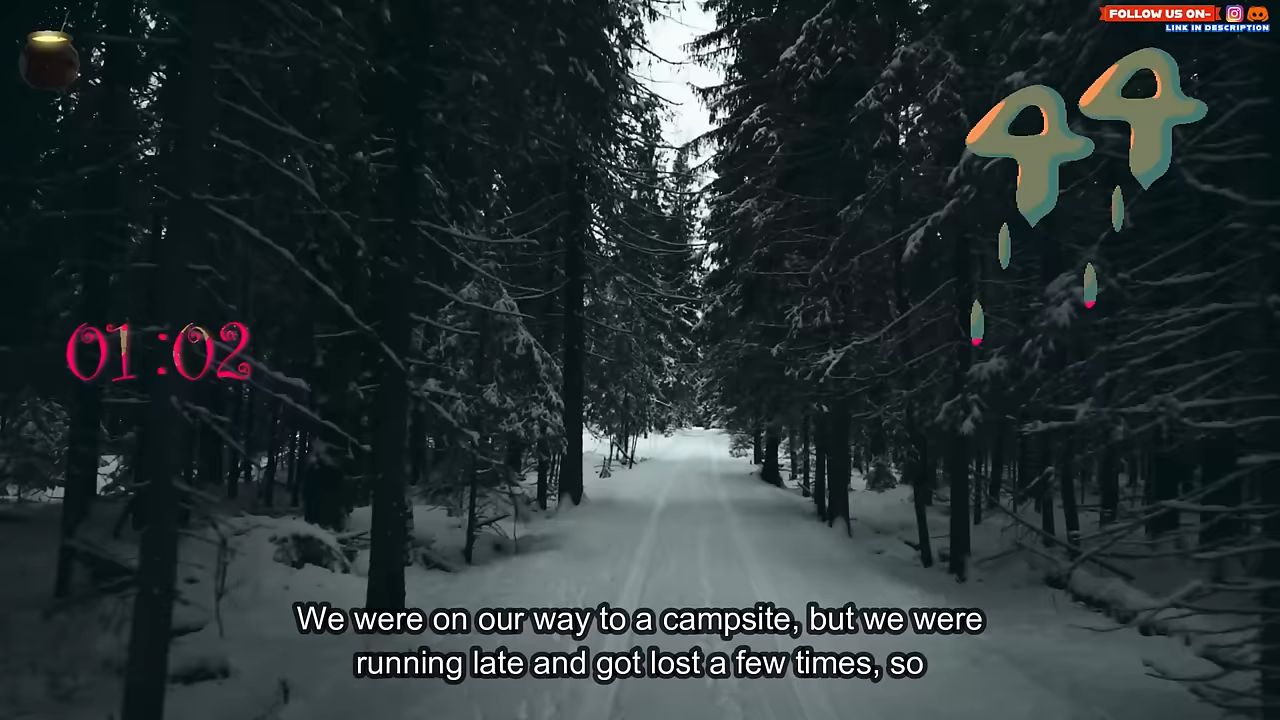 FOLLOW US ON-
LINK IN DESCRIPTION
44
01:02
We were on our way to a campsite, but we were
running late and got lost a few times, so